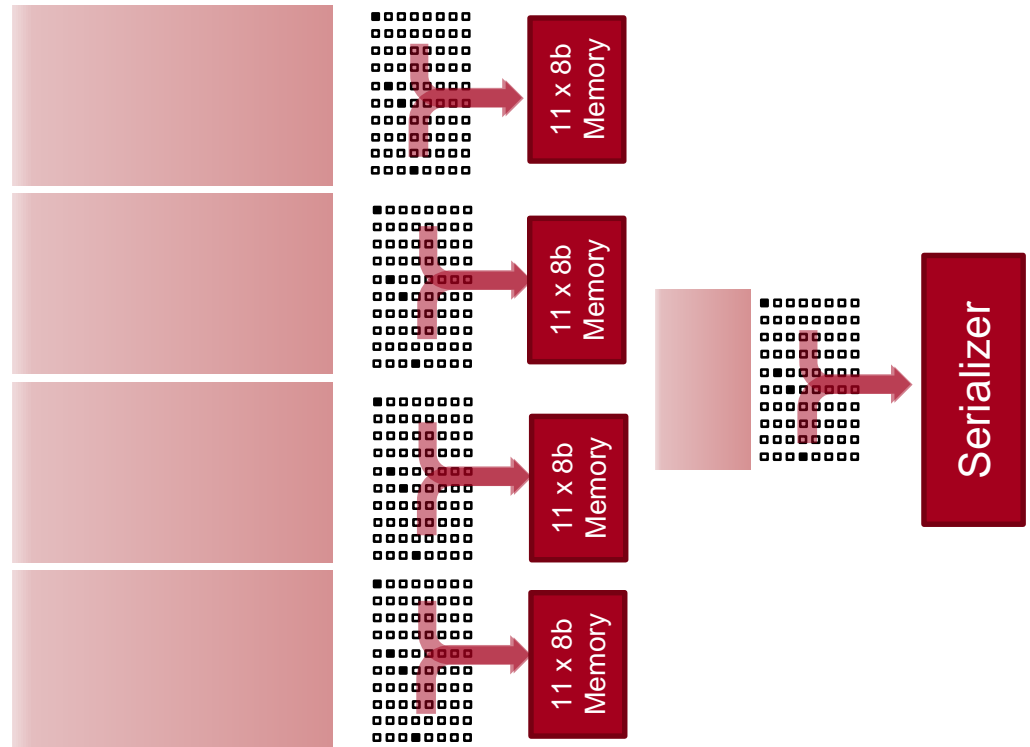 11 x 8b
Memory
11 x 8b
Memory
11 x 8b
Memory
11 x 8b
Memory
Serializer